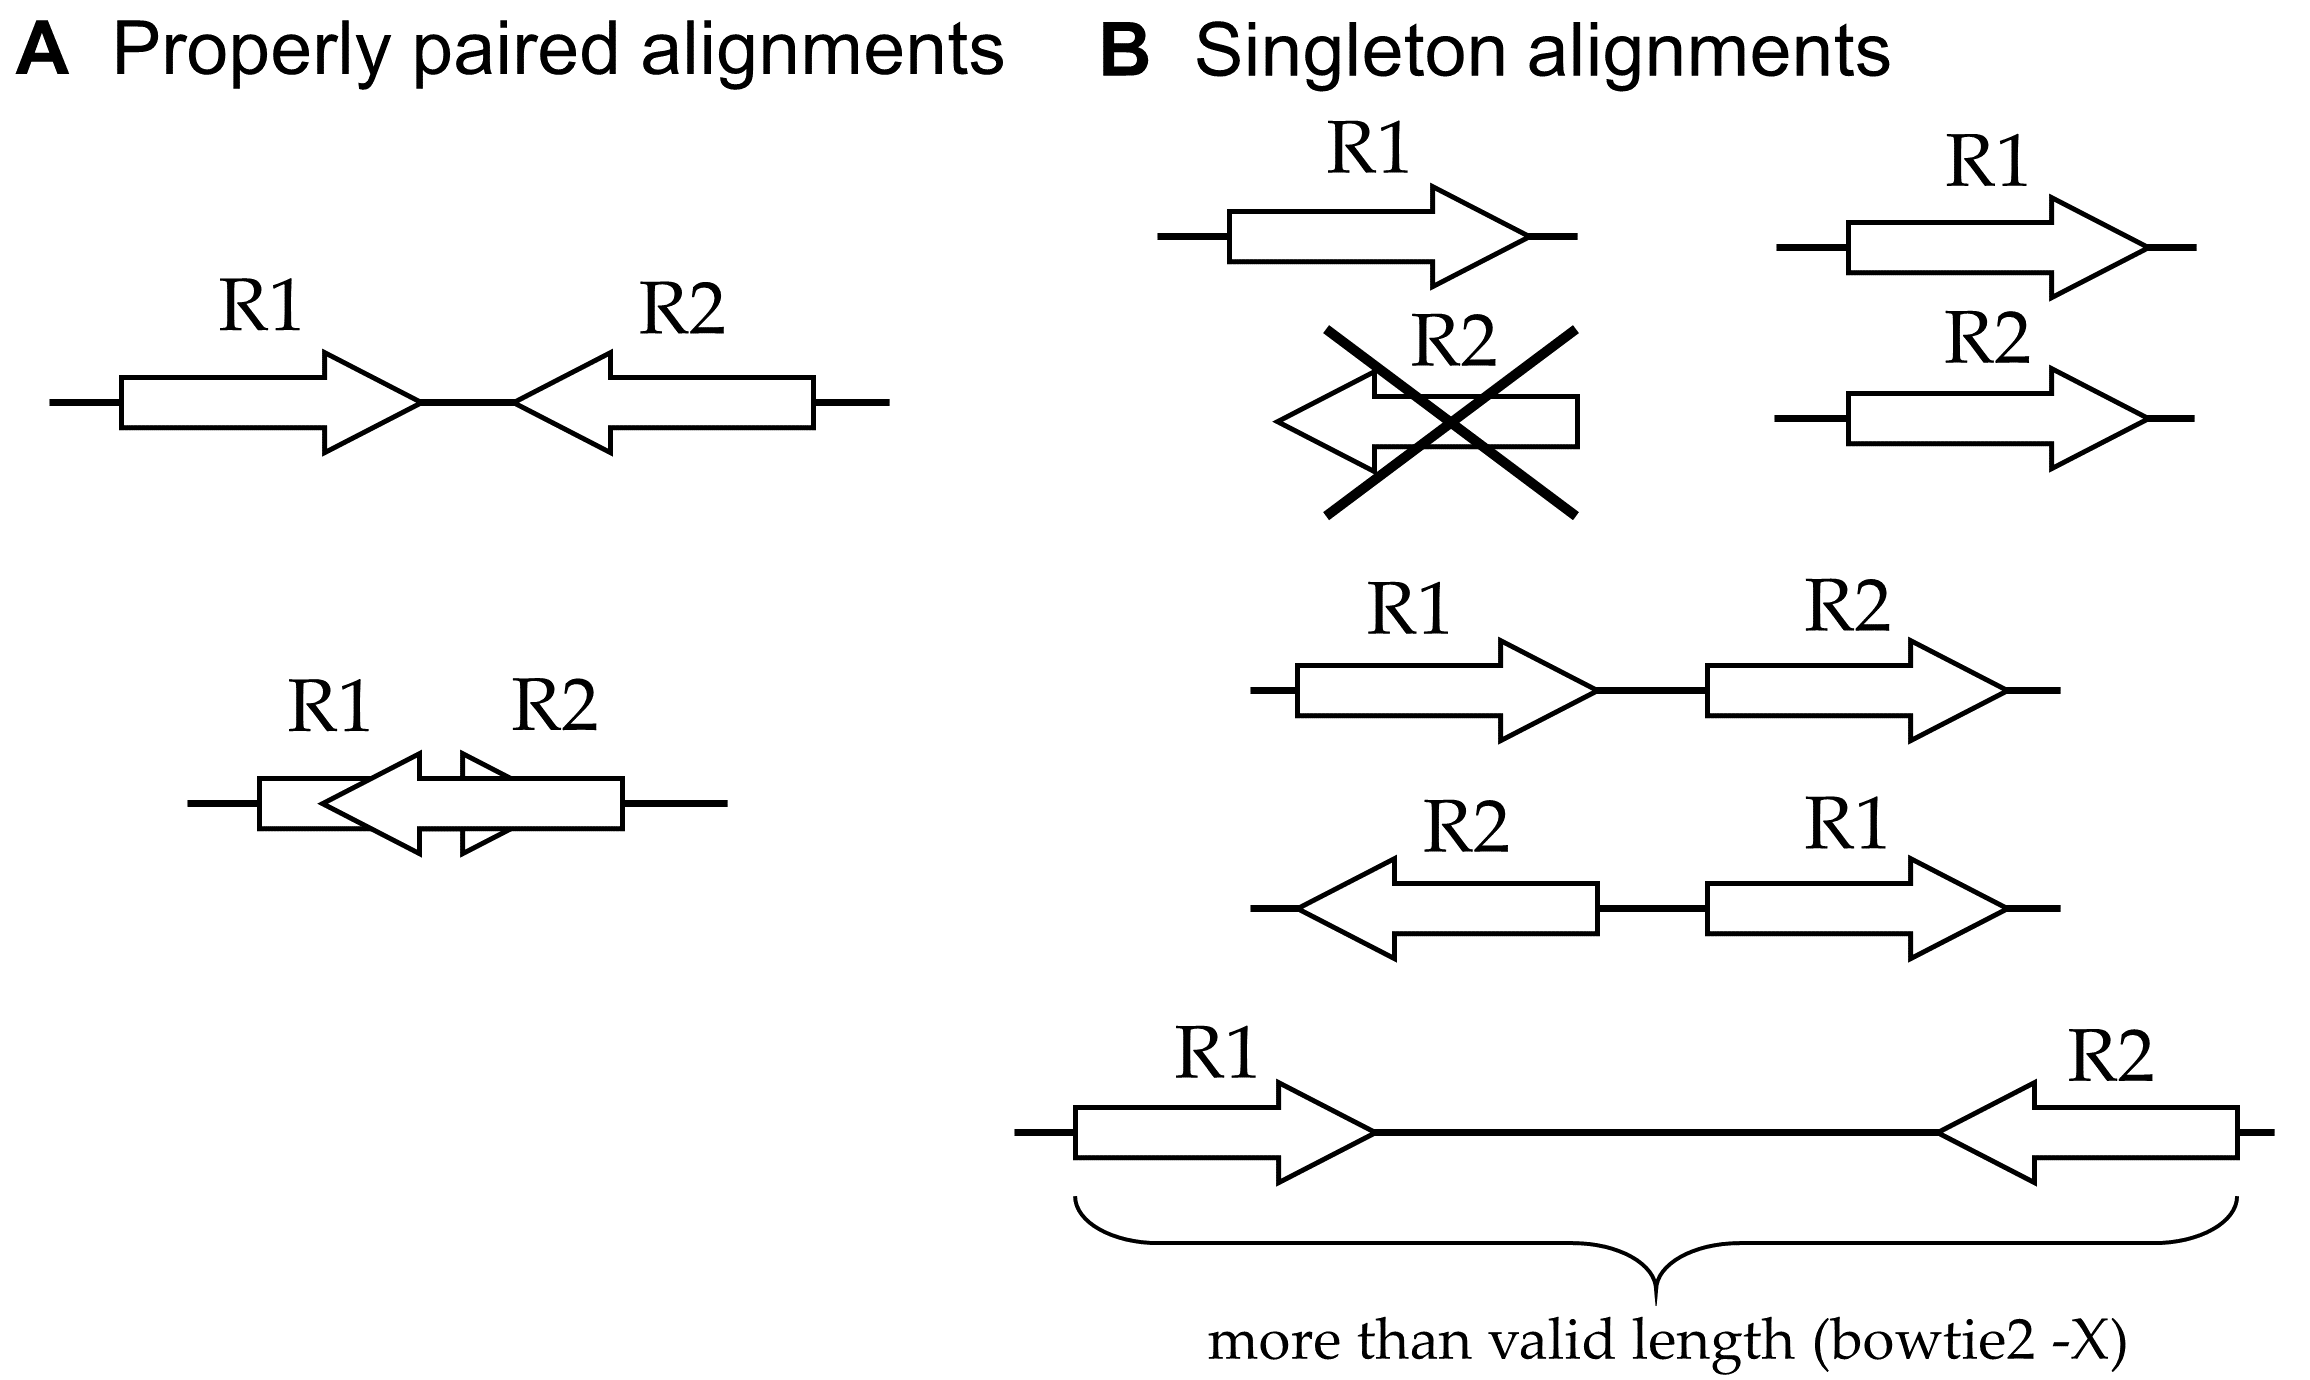 A Properly paired alignments
B Singleton alignments
R1 R2
R1 R2
R1
R2
R1
R2
R1 R2
R2 R1
R1 R2
more than valid length (bowtie2 -X)